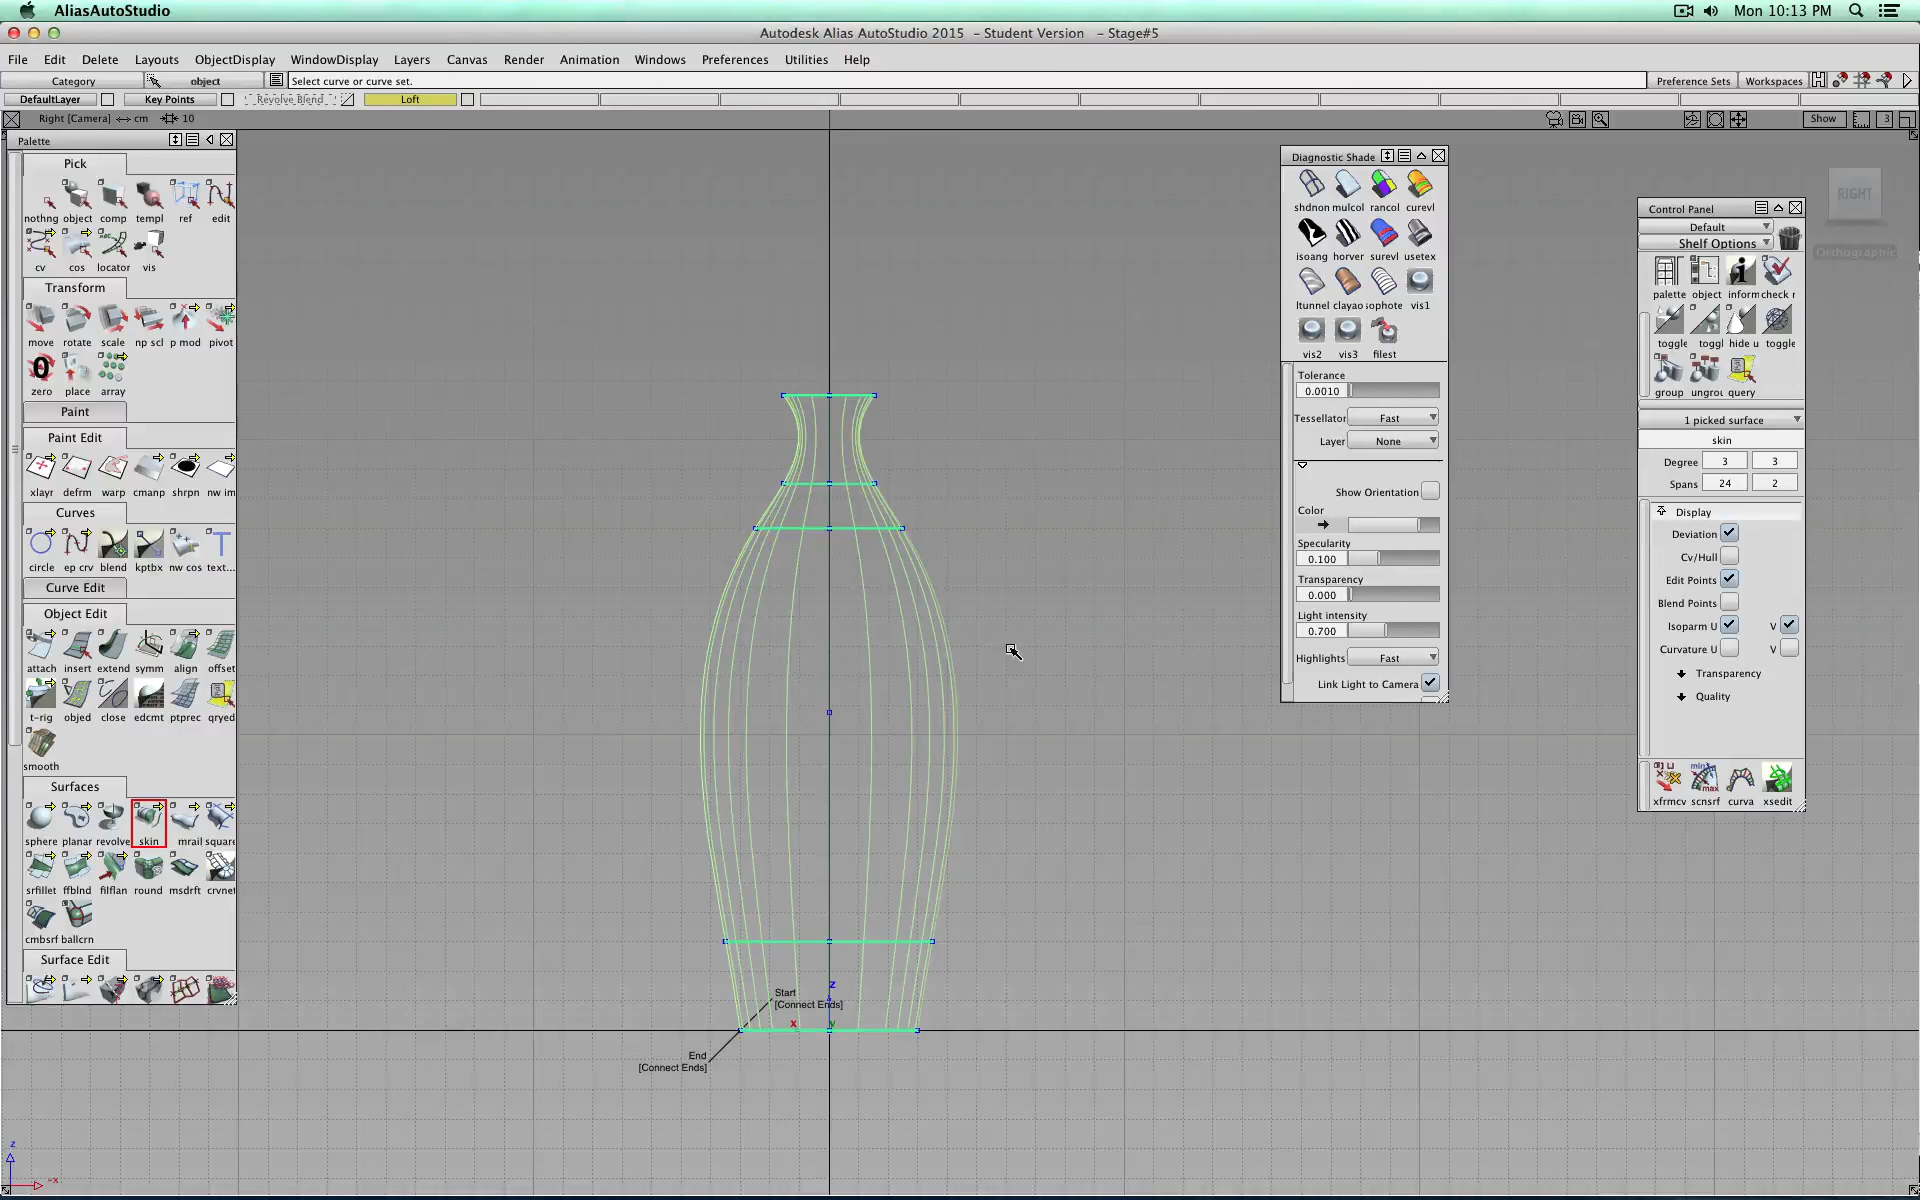 AliasAutoStudio
Mon 10:13 PM
Autodesk Alias AutoStudio 2015 - Student Version - Stage#5
File Edit Delete Layouts ObjectDisplay WindowDisplay Layers Canvas Render Animation Windows Preferences Utilities Help
Category object Select curve or curve set. Preference Sets Workspaces
DefaultLayer Key Points Revolve Blend Loft
Right [Camera] cm 10 Show 3
Palette
Pick
nothng object comp templ ref edit
cv cos locator vis
Transform
move rotate scale np scl p mod pivot
0
zero place array
Paint
Paint Edit
xlayr defrm warp cmanp shrpn nw im
Curves
circle ep crv blend kptbx nw cos text...
Curve Edit
Object Edit
attach insert extend symm align offset
t-rig objed close edcmt ptprec qryed
smooth
Surfaces
sphere planar revolve skin mrail square
srfillet ffblnd filflan round msdrft crvnet
cmbsrf ballcrn
Surface Edit
Start
[Connect Ends]
z
x y
End
[Connect Ends]
z
-x
Diagnostic Shade
shdnon mulcol rancol curevl
isoang horver surevl usetex
ltunnel clayao sophote vis1
vis2 vis3 filest
Tolerance
0.0010
Tessellator Fast
Layer None
Show Orientation
Color
Specularity
0.100
Transparency
0.000
Light intensity
0.700
Highlights Fast
Link Light to Camera
RIGHT
Orthographic
Control Panel
Default
Shelf Options
palette object inform check r
toggle toggl hide u toggle
group ungrou query
1 picked surface
skin
Degree 3 3
Spans 24 2
Display
Deviation
Cv/Hull
Edit Points
Blend Points
Isoparm U V
Curvature U V
Transparency
Quality
xfrmcv scnsrf curva xsedit